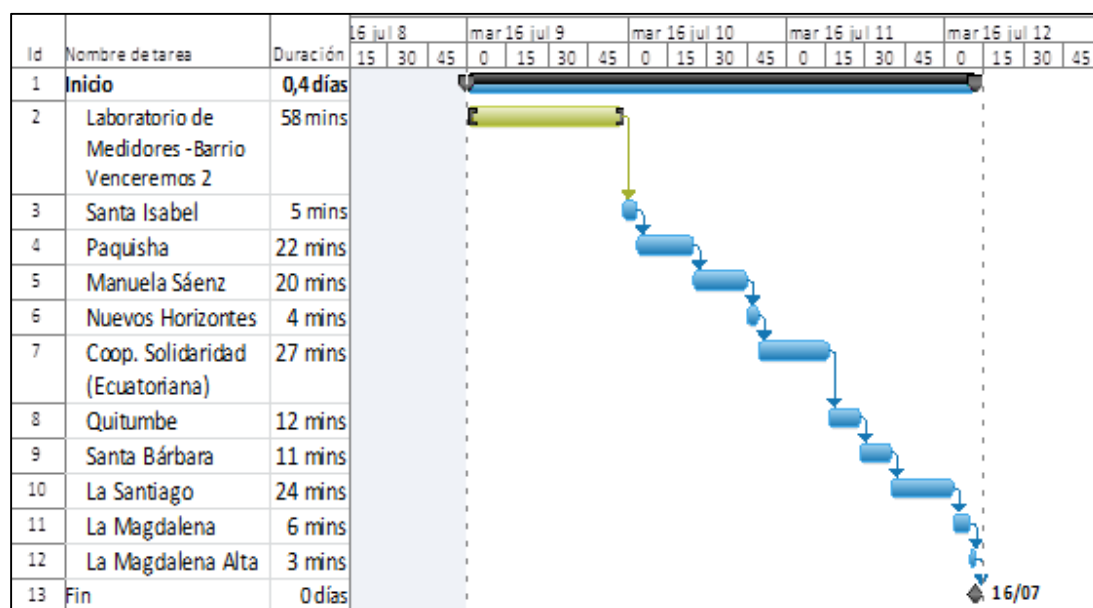 16 jul 8 mar 16 jul 9 mar 16 jul 10 mar 16 jul 11 mar 16 jul 12
Id Nombre de tarea Duración 15 30 45 0 15 30 45 0 15 30 45 0 15 30 45 0 15 30 45
1 Inicio 0,4 días
2 Laboratorio de 58 mins
Medidores -Barrio
Venceremos 2
3 Santa Isabel 5 mins
4 Paquisha 22 mins
5 Manuela Sáenz 20 mins
6 Nuevos Horizontes 4 mins
7 Coop. Solidaridad 27 mins
(Ecuatoriana)
8 Quitumbe 12 mins
9 Santa Bárbara 11 mins
10 La Santiago 24 mins
11 La Magdalena 6 mins
12 La Magdalena Alta 3 mins
13 Fin 0 días 16/07